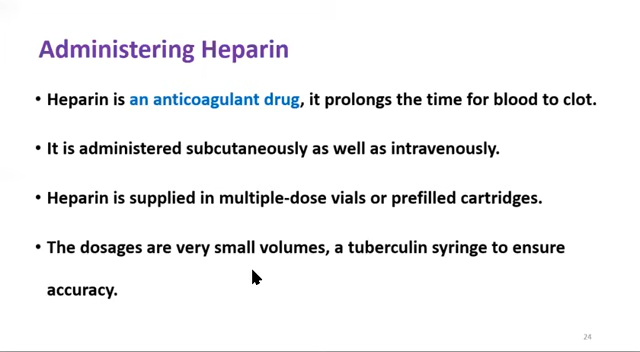 Administering Heparin
• Heparin is an anticoagulant drug, it prolongs the time for blood to clot.
• It is administered subcutaneously as well as intravenously.
• Heparin is supplied in multiple-dose vials or prefilled cartridges.
• The dosages are very small volumes, a tuberculin syringe to ensure
accuracy.
24